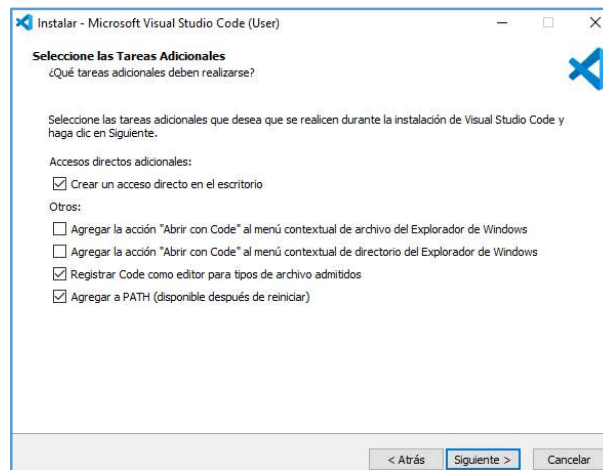 Instalar - Microsoft Visual Studio Code (User)
Seleccione las Tareas Adicionales
¿Qué tareas adicionales deben realizarse?
Seleccione las tareas adicionales que desea que se realicen durante la instalación de Visual Studio Code y
haga clic en Siguiente.
Accesos directos adicionales:
Crear un acceso directo en el escritorio
Otros:
Agregar la acción "Abrir con Code" al menú contextual de archivo del Explorador de Windows
Agregar la acción "Abrir con Code" al menú contextual de directorio del Explorador de Windows
Registrar Code como editor para tipos de archivo admitidos
Agregar a PATH (disponible después de reiniciar)
< Atrás Siguiente > Cancelar